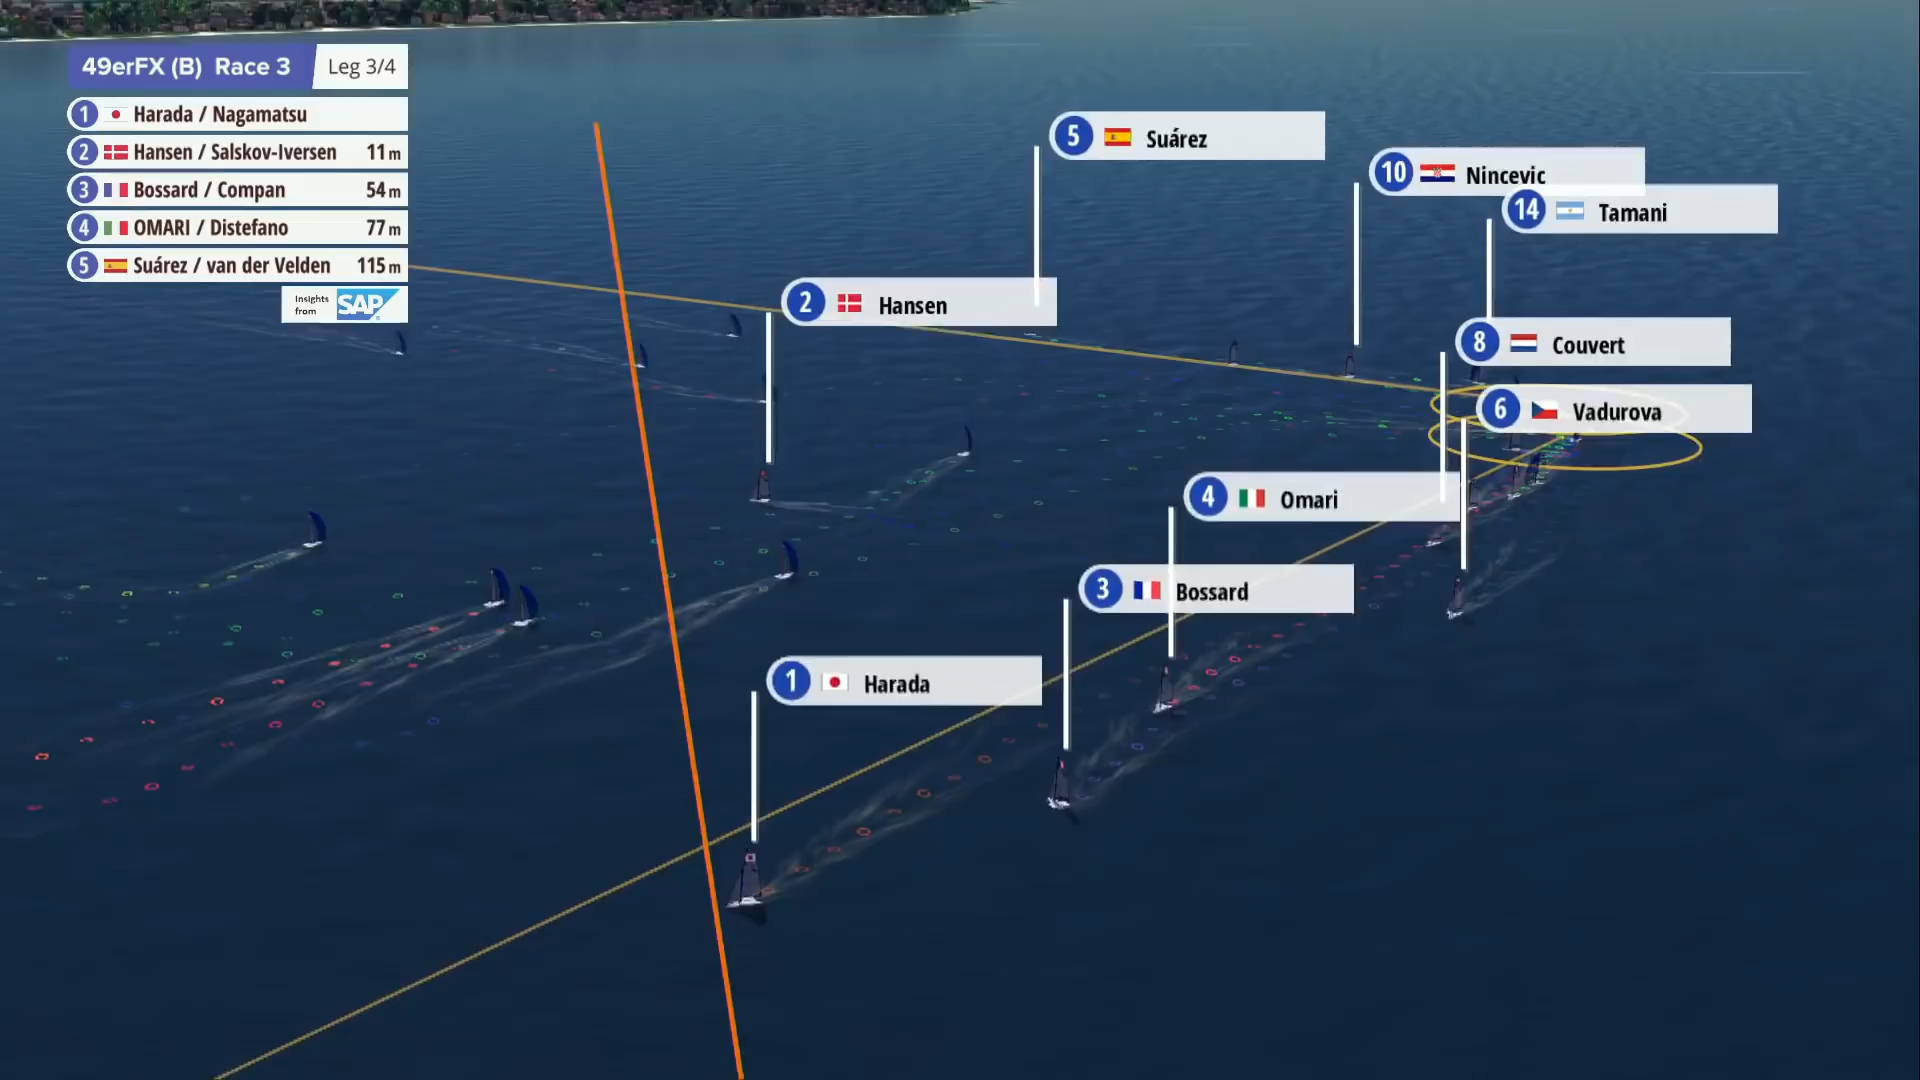 49erFX (B) Race 3 Leg 3/4
1 Harada / Nagamatsu
2 Hansen / Salskov-Iversen 11 m
3 Bossard / Compan 54 m
4 OMARI / Distefano 77 m
5 Suárez / van der Velden 115 m
Insights
from
SAP
5 Suárez
10 Nincevic
14 Tamani
2 Hansen
8 Couvert
6 Vadurova
4 Omari
3 Bossard
1 Harada